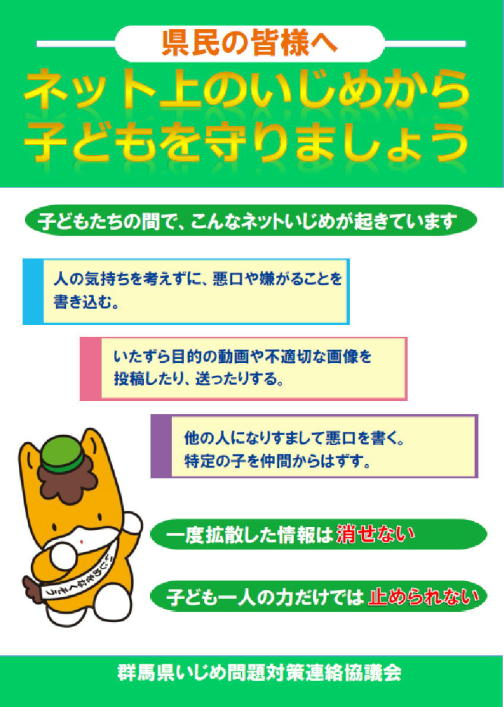 県民の皆様へ
ネット上のいじめから
子どもを守りましょう
子どもたちの間で、こんなネットいじめが起きています
人の気持ちを考えずに、悪口や嫌がることを
書き込む。
いたずら目的の動画や不適切な画像を
投稿したり、送ったりする。
他の人になりすまして悪口を書く。
特定の子を仲間からはずす。
いじめをなくそう
一度拡散した情報は消せない
子ども一人の力だけでは止められない
群馬県いじめ問題対策連絡協議会